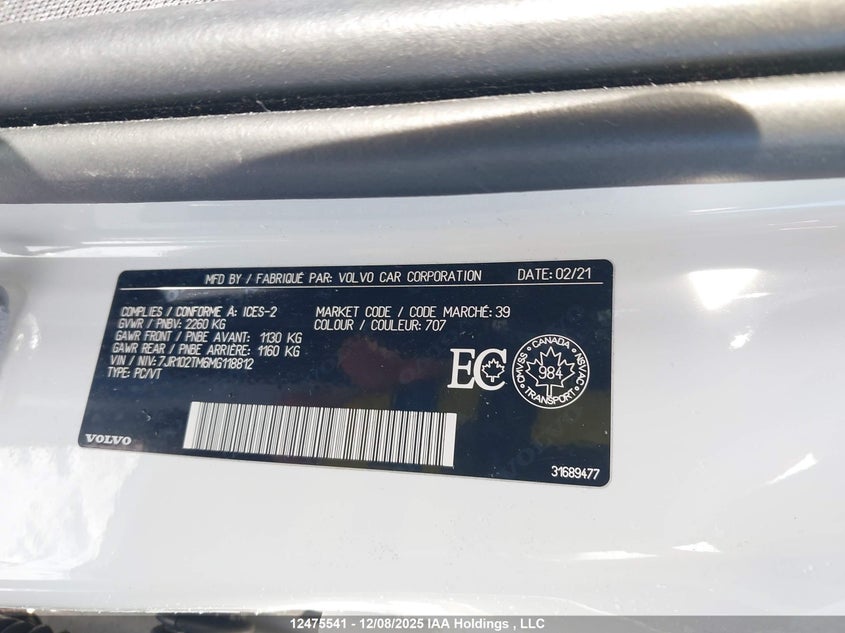 MFD BY / FABRIQUÉ PAR: VOLVO CAR CORPORATION DATE: 02/21
COMPLIES / CONFORME À: ICES-2 MARKET CODE / CODE MARCHÉ: 39
GVWR / PNBV: 2260 KG COLOUR / COULEUR: 707
GAWR FRONT / PNBE AVANT: 1130 KG
GAWR REAR / PNBE ARRIÈRE: 1160 KG
VIN / NIV: 7JR102TM6MG118812
TYPE: PC/VT
EC
CANADA
CMVSS NSVAC
984
TRANSPORT
VOLVO
31689477
12475541 - 12/08/2025 IAA Holdings , LLC